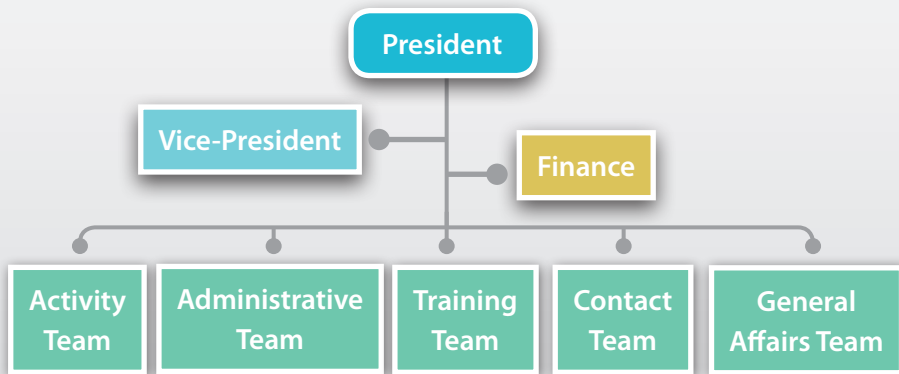 President
Vice-President
Finance
Activity
Team
Administrative
Team
Training
Team
Contact
Team
General
Affairs Team